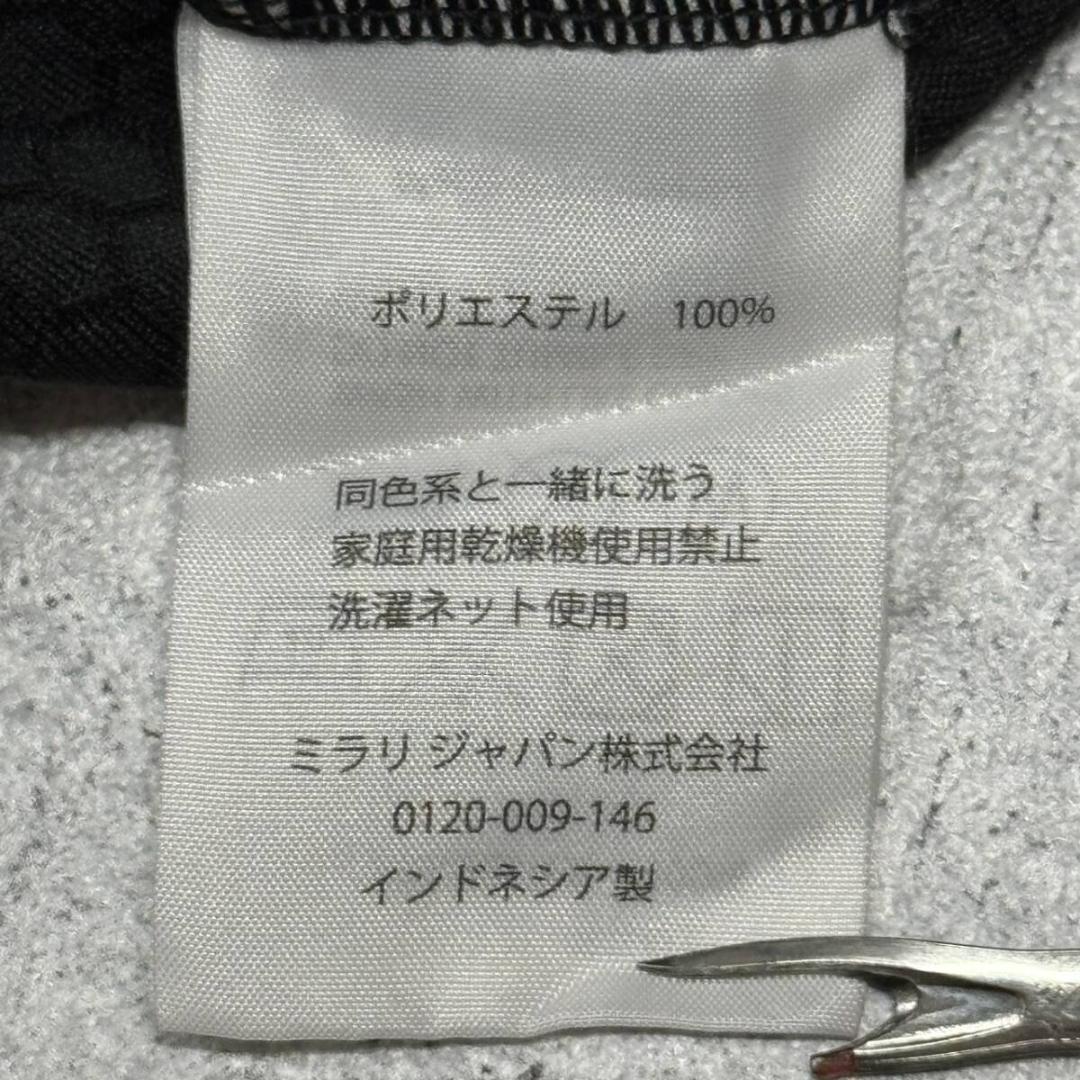 ポリエステル 100%
同色系と一緒に洗う
家庭用乾燥機使用禁止
洗濯ネット使用
ミラリ ジャパン株式会社
0120-009-146
インドネシア製